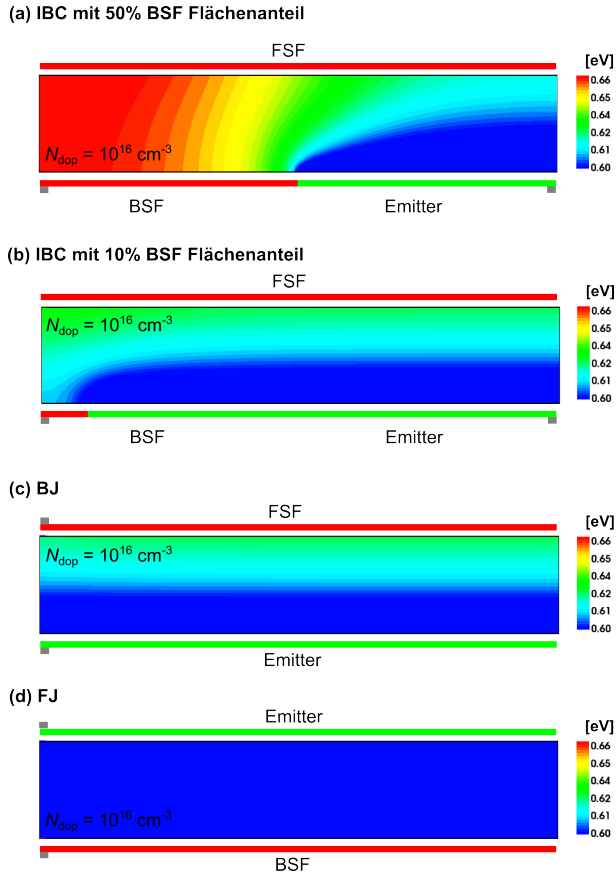 (a) IBC mit 50% BSF Flächenanteil
FSF
[eV]
0.66
0.65
0.64
0.62
0.61
0.60
N_dop = 10^16 cm^-3
BSF Emitter
(b) IBC mit 10% BSF Flächenanteil
FSF
[eV]
0.66
0.65
0.64
0.62
0.61
0.60
N_dop = 10^16 cm^-3
BSF Emitter
(c) BJ
FSF
[eV]
0.66
0.65
0.64
0.62
0.61
0.60
N_dop = 10^16 cm^-3
Emitter
(d) FJ
Emitter
[eV]
0.66
0.65
0.64
0.62
0.61
0.60
N_dop = 10^16 cm^-3
BSF